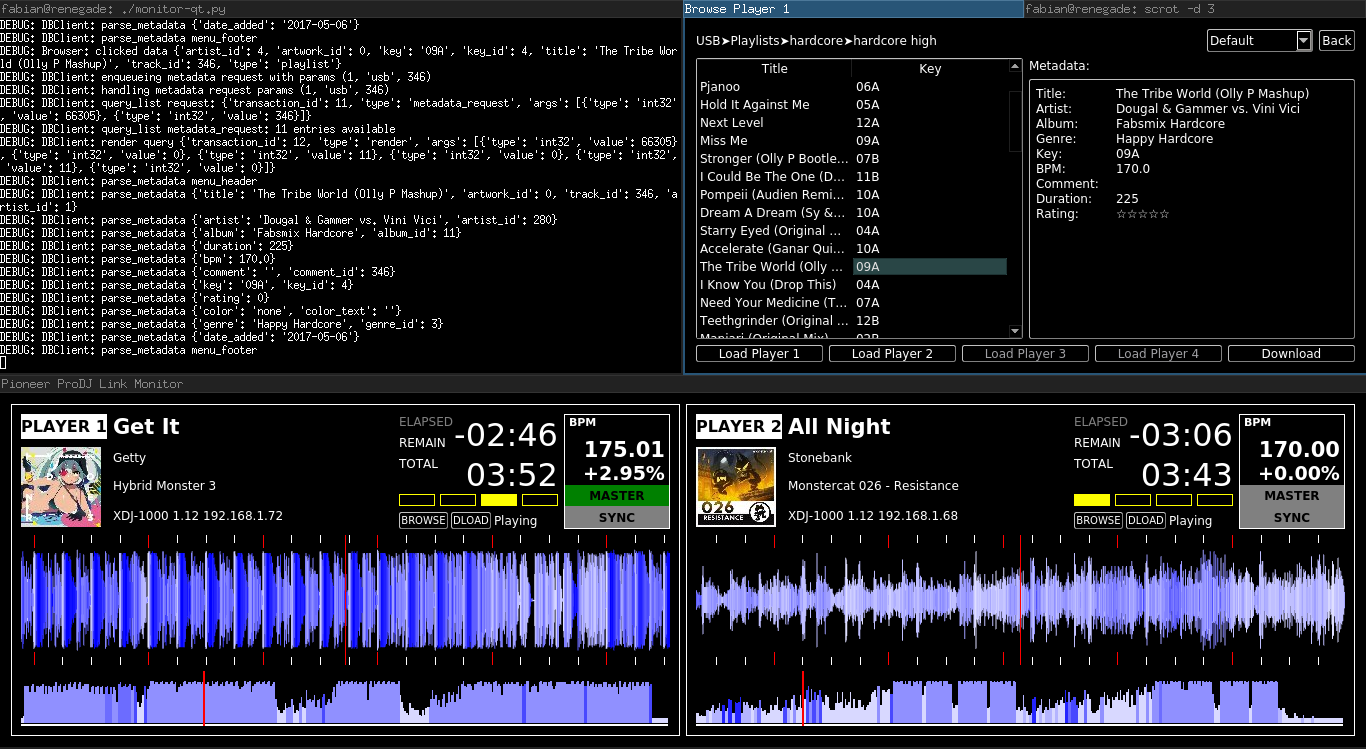 fabian@renegade: ./monitor-qt.py
DEBUG: DBClient: parse_metadata {'date_added': '2017-05-06'}
DEBUG: DBClient: parse_metadata menu_footer
DEBUG: Browser: clicked data {'artist_id': 4, 'artwork_id': 0, 'key': '09A', 'key_id': 4, 'title': 'The Tribe Wor
ld (Olly P Mashup)', 'track_id': 346, 'type': 'playlist'}
DEBUG: DBClient: enqueueing metadata request with params (1, 'usb', 346)
DEBUG: DBClient: handling metadata request params (1, 'usb', 346)
DEBUG: DBClient: query_list request: {'transaction_id': 11, 'type': 'metadata_request', 'args': [{'type': 'int32'
, 'value': 66305}, {'type': 'int32', 'value': 346}]}
DEBUG: DBClient: query_list metadata_request: 11 entries available
DEBUG: DBClient: render query {'transaction_id': 12, 'type': 'render', 'args': [{'type': 'int32', 'value': 66305}
, {'type': 'int32', 'value': 0}, {'type': 'int32', 'value': 11}, {'type': 'int32', 'value': 0}, {'type': 'int32',
 'value': 11}, {'type': 'int32', 'value': 0}]}
DEBUG: DBClient: parse_metadata menu_header
DEBUG: DBClient: parse_metadata {'title': 'The Tribe World (Olly P Mashup)', 'artwork_id': 0, 'track_id': 346, 'a
rtist_id': 1}
DEBUG: DBClient: parse_metadata {'artist': 'Dougal & Gammer vs. Vini Vici', 'artist_id': 280}
DEBUG: DBClient: parse_metadata {'album': 'Fabsmix Hardcore', 'album_id': 11}
DEBUG: DBClient: parse_metadata {'duration': 225}
DEBUG: DBClient: parse_metadata {'bpm': 170.0}
DEBUG: DBClient: parse_metadata {'comment': '', 'comment_id': 346}
DEBUG: DBClient: parse_metadata {'key': '09A', 'key_id': 4}
DEBUG: DBClient: parse_metadata {'rating': 0}
DEBUG: DBClient: parse_metadata {'color': 'none', 'color_text': ''}
DEBUG: DBClient: parse_metadata {'genre': 'Happy Hardcore', 'genre_id': 3}
DEBUG: DBClient: parse_metadata {'date_added': '2017-05-06'}
DEBUG: DBClient: parse_metadata menu_footer
Browse Player 1
fabian@renegade: scrot -d 3
USB➤Playlists➤hardcore➤hardcore high
Default
Back
Title Key
Pjanoo 06A
Hold It Against Me 05A
Next Level 12A
Miss Me 09A
Stronger (Olly P Bootle... 07B
I Could Be The One (D... 11B
Pompeii (Audien Remi... 10A
Dream A Dream (Sy &... 10A
Starry Eyed (Original ... 04A
Accelerate (Ganar Qui... 10A
The Tribe World (Olly ... 09A
I Know You (Drop This) 04A
Need Your Medicine (T... 07A
Teethgrinder (Original ... 12B
Metadata:
Title: The Tribe World (Olly P Mashup)
Artist: Dougal & Gammer vs. Vini Vici
Album: Fabsmix Hardcore
Genre: Happy Hardcore
Key: 09A
BPM: 170.0
Comment:
Duration: 225
Rating: ☆☆☆☆☆
Load Player 1
Load Player 2
Load Player 3
Load Player 4
Download
Pioneer ProDJ Link Monitor
PLAYER 1 Get It
Getty
Hybrid Monster 3
XDJ-1000 1.12 192.168.1.72
ELAPSED
REMAIN -02:46
TOTAL 03:52
BROWSE DLOAD Playing
BPM
175.01
+2.95%
MASTER
SYNC
PLAYER 2 All Night
Stonebank
Monstercat 026 - Resistance
XDJ-1000 1.12 192.168.1.68
026
RESISTANCE
ELAPSED
REMAIN -03:06
TOTAL 03:43
BROWSE DLOAD Playing
BPM
170.00
+0.00%
MASTER
SYNC